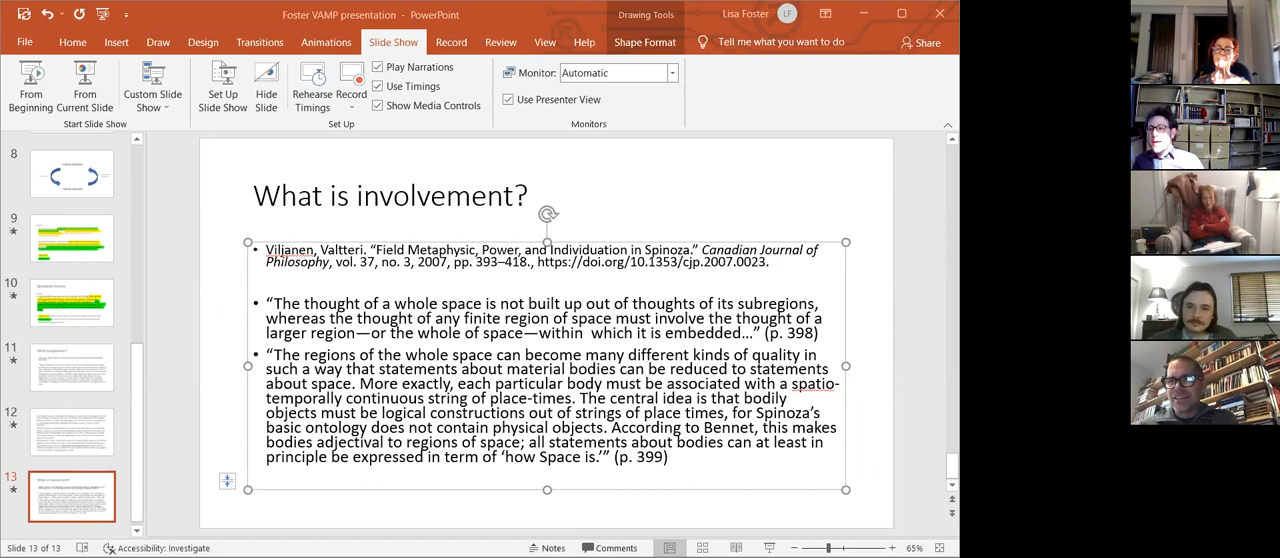 Foster VAMP presentation - PowerPoint
Drawing Tools
Lisa Foster
LF
File Home Insert Draw Design Transitions Animations Slide Show Record Review View Help Shape Format Tell me what you want to do Share
From Beginning
From Current Slide
Custom Slide Show
Set Up Slide Show
Hide Slide
Rehearse Timings
Record
Play Narrations
Use Timings
Show Media Controls
Monitor: Automatic
Use Presenter View
Start Slide Show
Set Up
Monitors
8
9
10
11
12
13
What is involvement?
• Viljanen, Valtteri. “Field Metaphysic, Power, and Individuation in Spinoza.” Canadian Journal of
Philosophy, vol. 37, no. 3, 2007, pp. 393–418., https://doi.org/10.1353/cjp.2007.0023.
• “The thought of a whole space is not built up out of thoughts of its subregions,
whereas the thought of any finite region of space must involve the thought of a
larger region—or the whole of space—within which it is embedded…” (p. 398)
• “The regions of the whole space can become many different kinds of quality in
such a way that statements about material bodies can be reduced to statements
about space. More exactly, each particular body must be associated with a spatio-
temporally continuous string of place-times. The central idea is that bodily
objects must be logical constructions out of strings of place times, for Spinoza’s
basic ontology does not contain physical objects. According to Bennet, this makes
bodies adjectival to regions of space; all statements about bodies can at least in
principle be expressed in term of ‘how Space is.’” (p. 399)
Slide 13 of 13
Accessibility: Investigate
Notes
Comments
65%